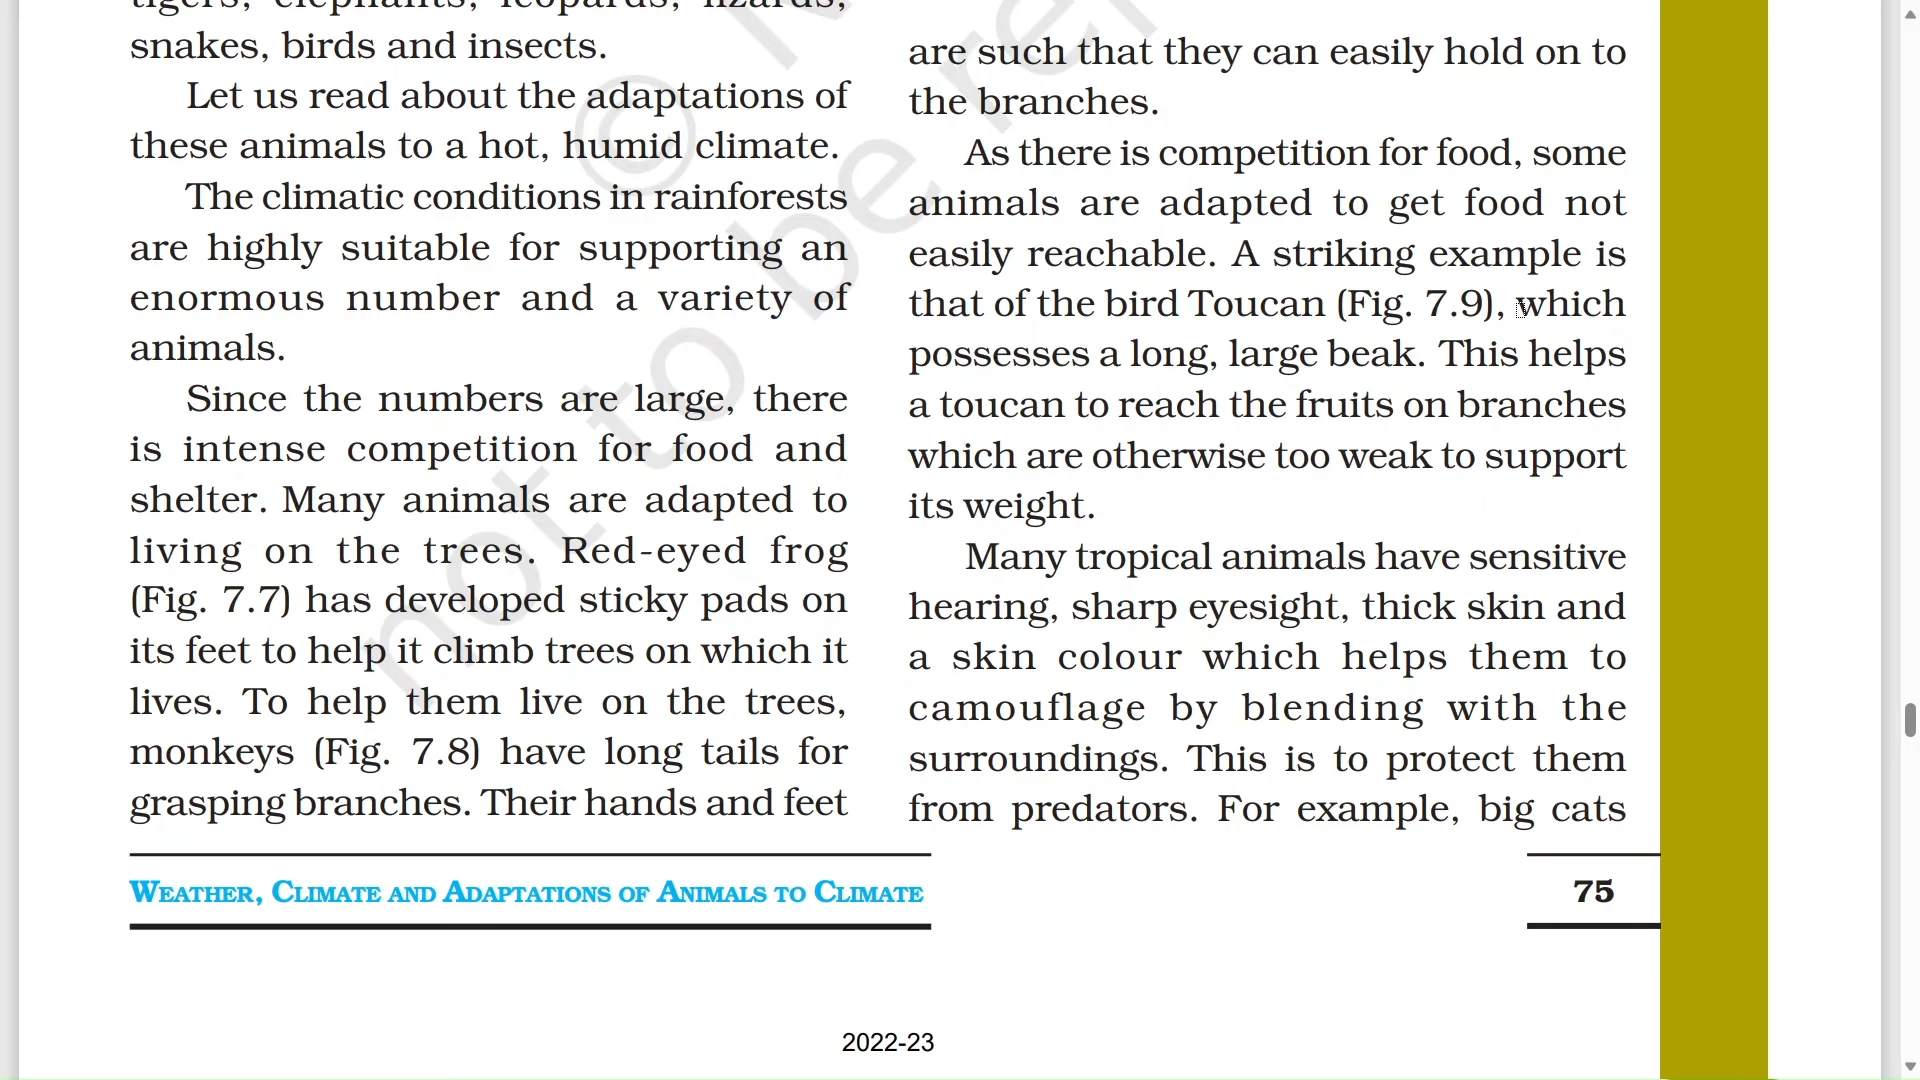 tigers, elephants, leopards, lizards,
snakes, birds and insects.
Let us read about the adaptations of
these animals to a hot, humid climate.
The climatic conditions in rainforests
are highly suitable for supporting an
enormous number and a variety of
animals.
Since the numbers are large, there
is intense competition for food and
shelter. Many animals are adapted to
living on the trees. Red-eyed frog
(Fig. 7.7) has developed sticky pads on
its feet to help it climb trees on which it
lives. To help them live on the trees,
monkeys (Fig. 7.8) have long tails for
grasping branches. Their hands and feet
are such that they can easily hold on to
the branches.
As there is competition for food, some
animals are adapted to get food not
easily reachable. A striking example is
that of the bird Toucan (Fig. 7.9), which
possesses a long, large beak. This helps
a toucan to reach the fruits on branches
which are otherwise too weak to support
its weight.
Many tropical animals have sensitive
hearing, sharp eyesight, thick skin and
a skin colour which helps them to
camouflage by blending with the
surroundings. This is to protect them
from predators. For example, big cats
WEATHER, CLIMATE AND ADAPTATIONS OF ANIMALS TO CLIMATE
75
2022-23
©
not to be